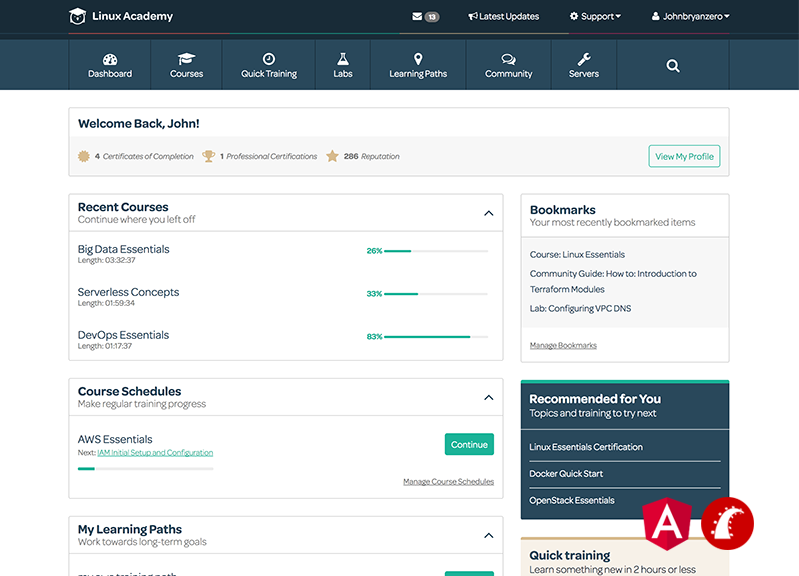 Linux Academy
13
Latest Updates
Support
Johnbryanzero
Dashboard
Courses
Quick Training
Labs
Learning Paths
Community
Servers
Welcome Back, John!
4 Certificates of Completion
1 Professional Certifications
286 Reputation
View My Profile
Recent Courses
Continue where you left off
Big Data Essentials
Length: 03:32:37
26%
Serverless Concepts
Length: 01:59:34
33%
DevOps Essentials
Length: 01:17:37
83%
Course Schedules
Make regular training progress
AWS Essentials
Next: IAM Initial Setup and Configuration
Continue
Manage Course Schedules
My Learning Paths
Work towards long-term goals
Bookmarks
Your most recently bookmarked items
Course: Linux Essentials
Community Guide: How to: Introduction to
Terraform Modules
Lab: Configuring VPC DNS
Manage Bookmarks
Recommended for You
Topics and training to try next
Linux Essentials Certification
Docker Quick Start
OpenStack Essentials
A
Quick training
Learn something new in 2 hours or less